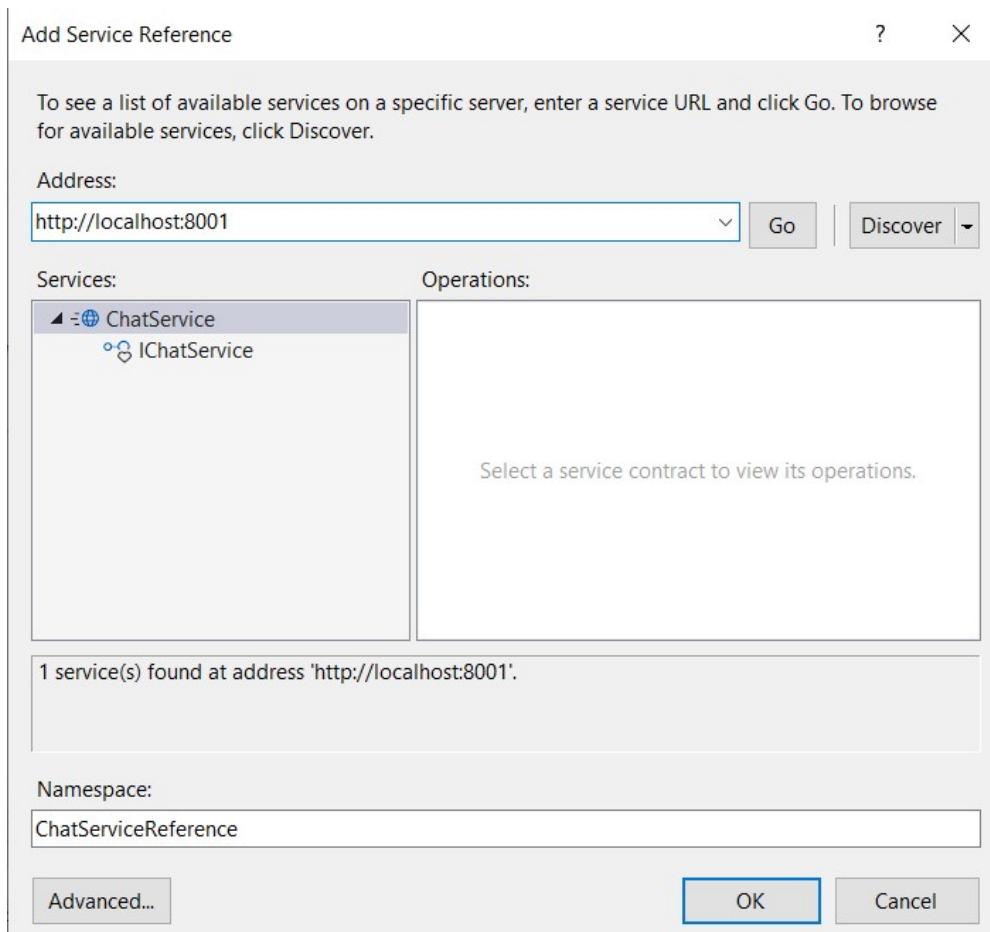 Add Service Reference
?
To see a list of available services on a specific server, enter a service URL and click Go. To browse
for available services, click Discover.
Address:
http://localhost:8001
Go
Discover
Services:
Operations:
ChatService
IChatService
Select a service contract to view its operations.
1 service(s) found at address 'http://localhost:8001'.
Namespace:
ChatServiceReference
Advanced...
OK
Cancel